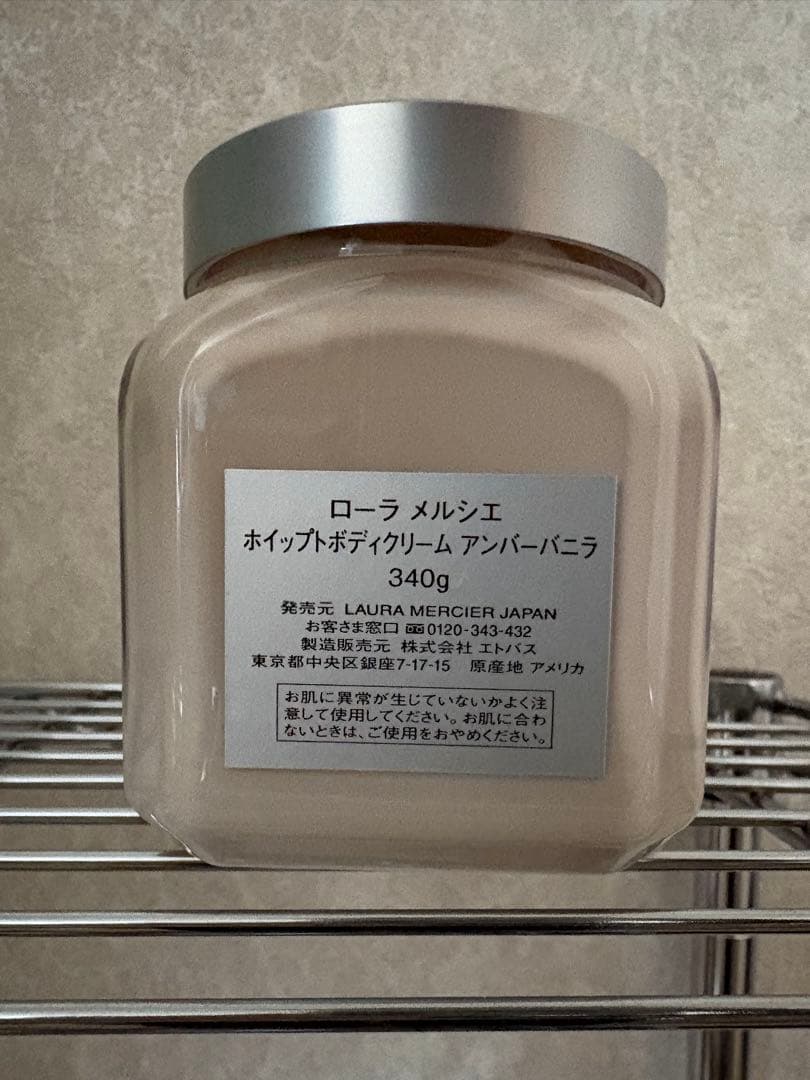 ローラ メルシエ
ホイップトボディクリーム アンバーバニラ
340g
発売元 LAURA MERCIER JAPAN
お客さま窓口 0120-343-432
製造販売元 株式会社 エトバス
東京都中央区銀座7-17-15 原産地 アメリカ
お肌に異常が生じていないかよく注
意して使用してください。お肌に合わ
ないときは、ご使用をおやめください。